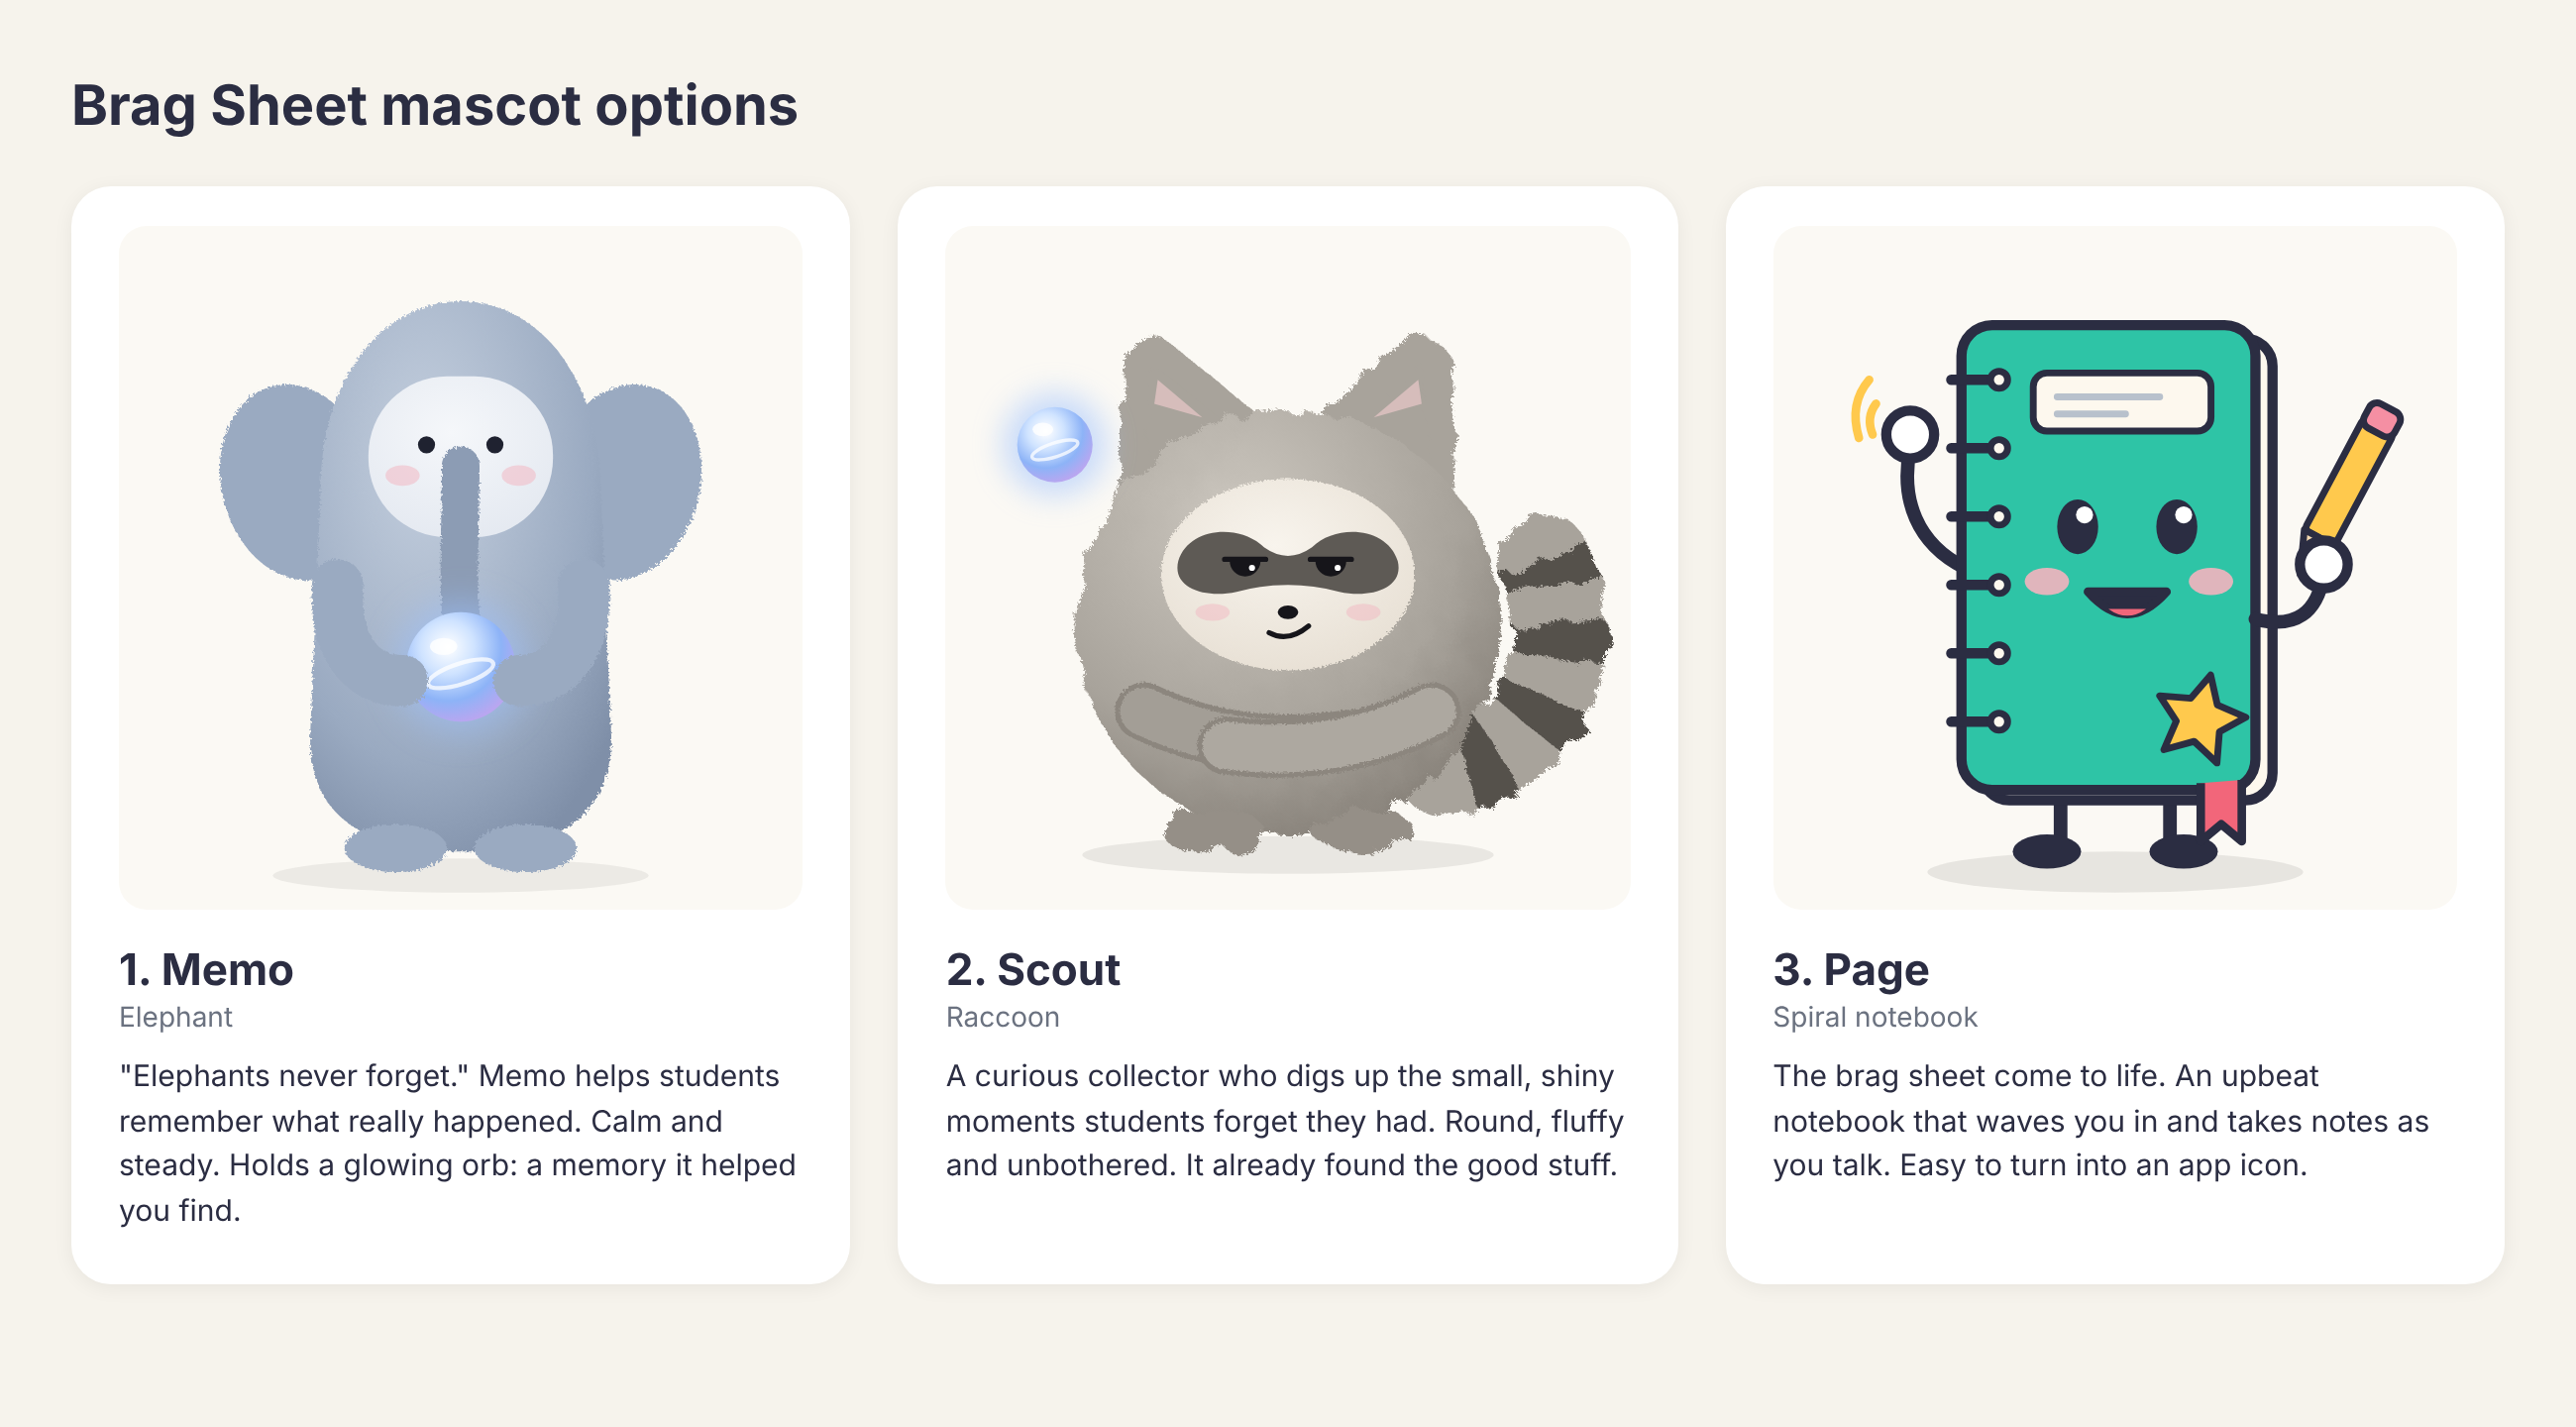 Brag Sheet mascot options
1. Memo
Elephant
"Elephants never forget." Memo helps students
remember what really happened. Calm and
steady. Holds a glowing orb: a memory it helped
you find.
2. Scout
Raccoon
A curious collector who digs up the small, shiny
moments students forget they had. Round, fluffy
and unbothered. It already found the good stuff.
3. Page
Spiral notebook
The brag sheet come to life. An upbeat
notebook that waves you in and takes notes as
you talk. Easy to turn into an app icon.